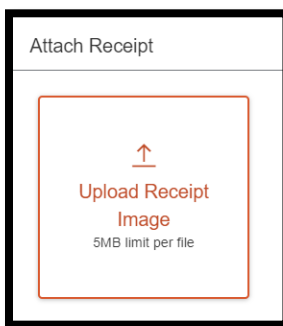 Attach Receipt
Upload Receipt
Image
5MB limit per file